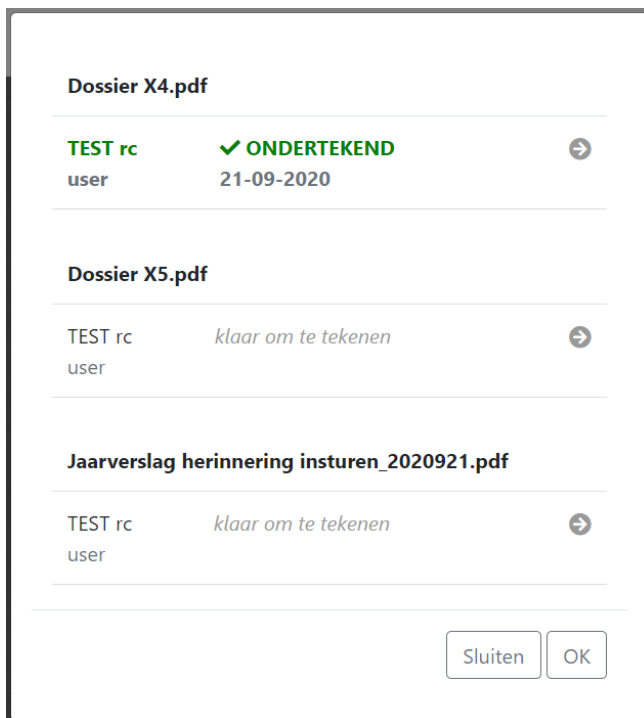 Dossier X4.pdf
TEST rc ✔ ONDERTEKEND
user 21-09-2020
Dossier X5.pdf
TEST rc klaar om te tekenen
user
Jaarverslag herinnering insturen_2020921.pdf
TEST rc klaar om te tekenen
user
Sluiten OK